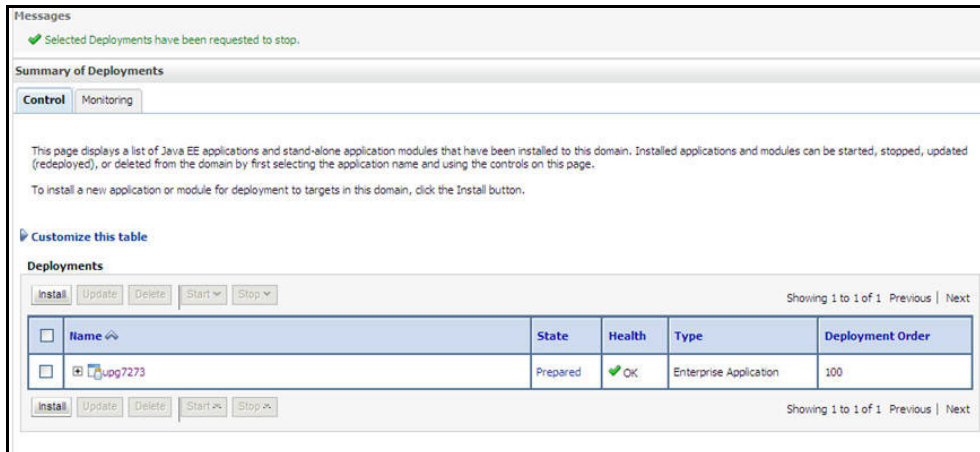 Messages
Selected Deployments have been requested to stop.
Summary of Deployments
Control Monitoring
This page displays a list of Java EE applications and stand-alone application modules that have been installed to this domain. Installed applications and modules can be started, stopped, updated
(redeployed), or deleted from the domain by first selecting the application name and using the controls on this page.
To install a new application or module for deployment to targets in this domain, click the Install button.
Customize this table
Deployments
Install Update Delete Start Stop Showing 1 to 1 of 1 Previous | Next
Name State Health Type Deployment Order
upg7273 Prepared OK Enterprise Application 100
Install Update Delete Start Stop Showing 1 to 1 of 1 Previous | Next